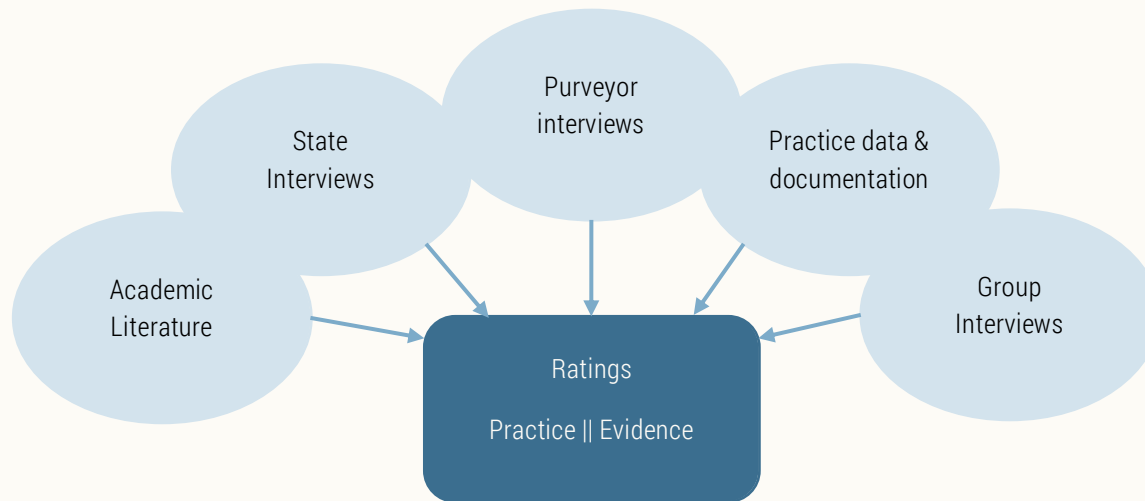 Purveyor
interviews
State
Interviews
Practice data &
documentation
Academic
Literature
Group
Interviews
Ratings
Practice || Evidence